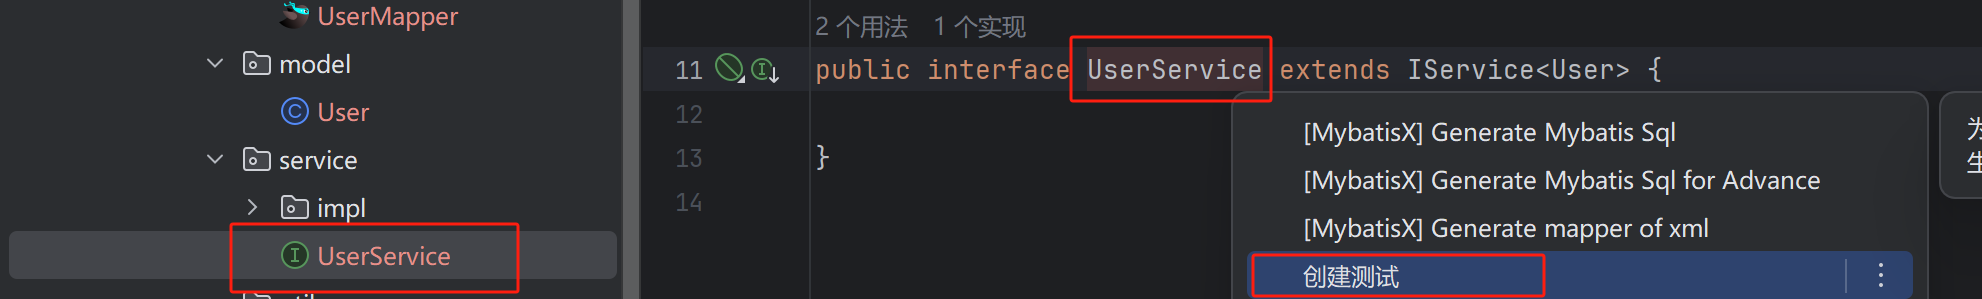 UserMapper
model
User
service
impl
UserService
2 个用法 1 个实现
11 public interface UserService extends IService<User> {
12
13 }
14
[MybatisX] Generate Mybatis Sql
[MybatisX] Generate Mybatis Sql for Advance
[MybatisX] Generate mapper of xml
创建测试